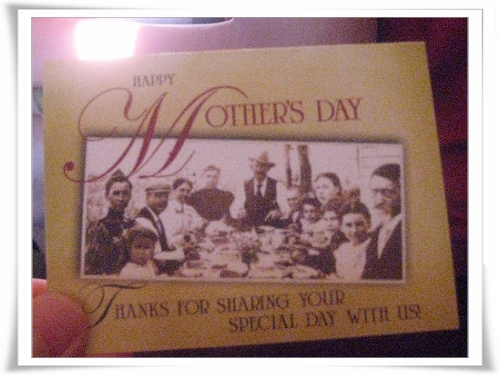 HAPPY
MOTHER'S DAY
THANKS FOR SHARING YOUR
SPECIAL DAY WITH US!